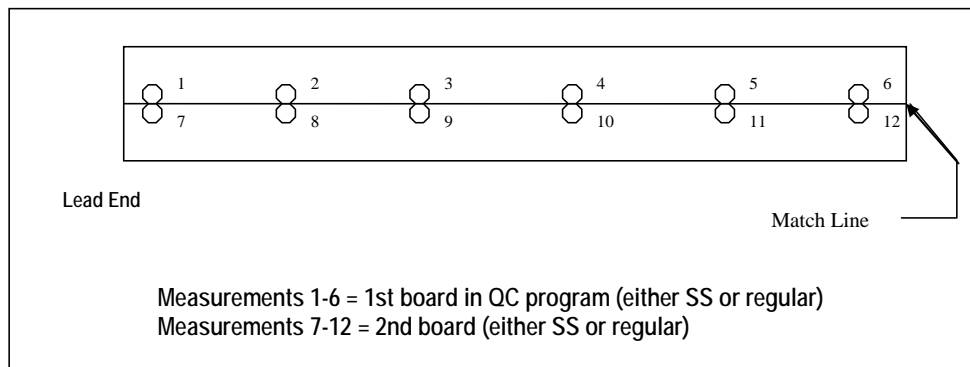 1 2 3 4 5 6
7 8 9 10 11 12
Lead End
Match Line
Measurements 1-6 = 1st board in QC program (either SS or regular)
Measurements 7-12 = 2nd board (either SS or regular)